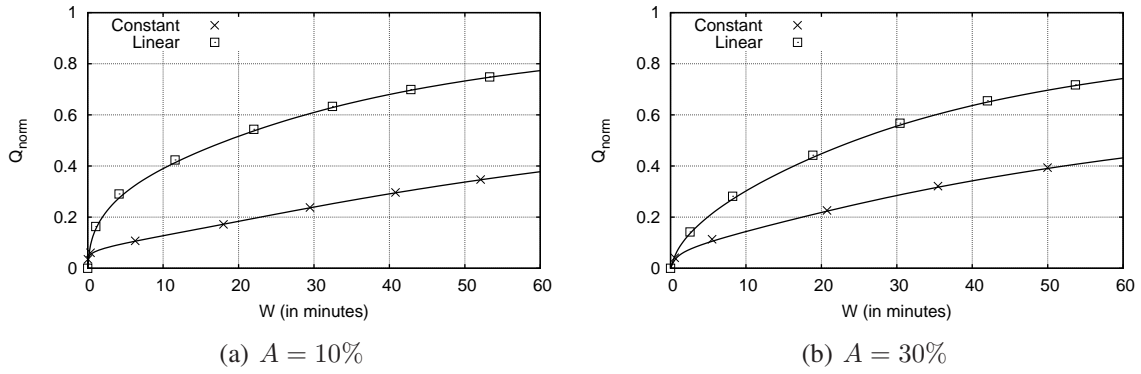 1
0.8
0.6
0.4
0.2
0
Q_norm
Constant
Linear
0 10 20 30 40 50 60
W (in minutes)
(a) A = 10%
1
0.8
0.6
0.4
0.2
0
Q_norm
Constant
Linear
0 10 20 30 40 50 60
W (in minutes)
(b) A = 30%